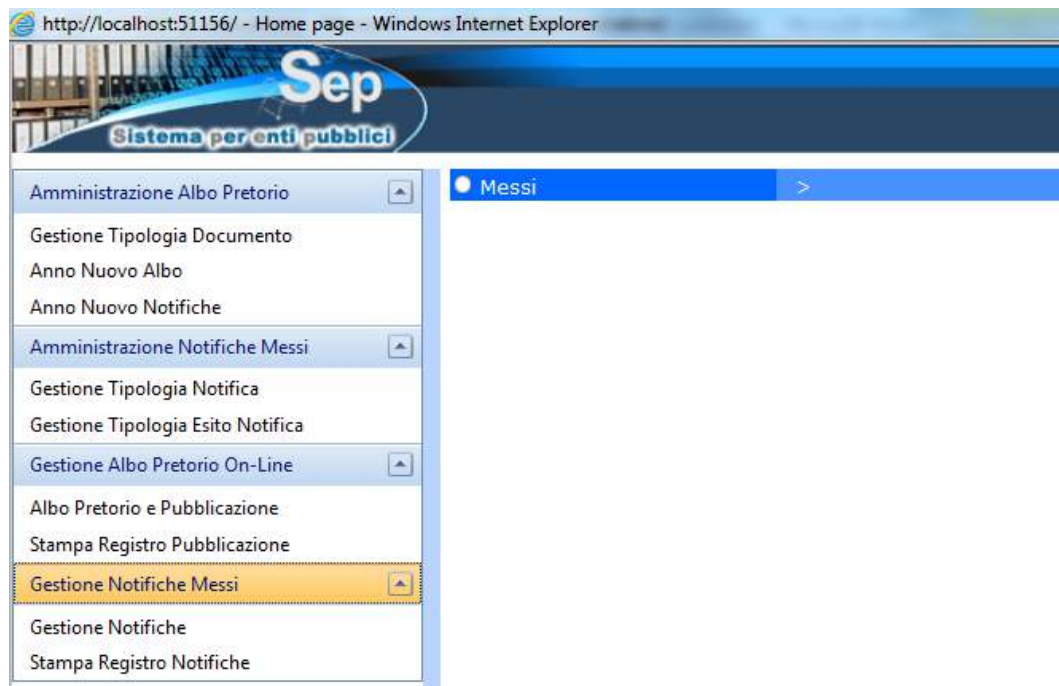 http://localhost:51156/ - Home page - Windows Internet Explorer
Sep
Sistema per enti pubblici
Amministrazione Albo Pretorio
Messi >
Gestione Tipologia Documento
Anno Nuovo Albo
Anno Nuovo Notifiche
Amministrazione Notifiche Messi
Gestione Tipologia Notifica
Gestione Tipologia Esito Notifica
Gestione Albo Pretorio On-Line
Albo Pretorio e Pubblicazione
Stampa Registro Pubblicazione
Gestione Notifiche Messi
Gestione Notifiche
Stampa Registro Notifiche